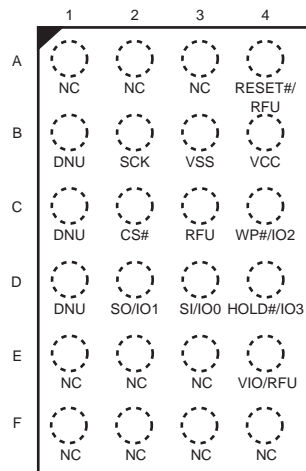 1 2 3 4
A
NC NC NC RESET#/
RFU
B
DNU SCK VSS VCC
C
DNU CS# RFU WP#/IO2
D
DNU SO/IO1 SI/IO0 HOLD#/IO3
E
NC NC NC VIO/RFU
F
NC NC NC NC